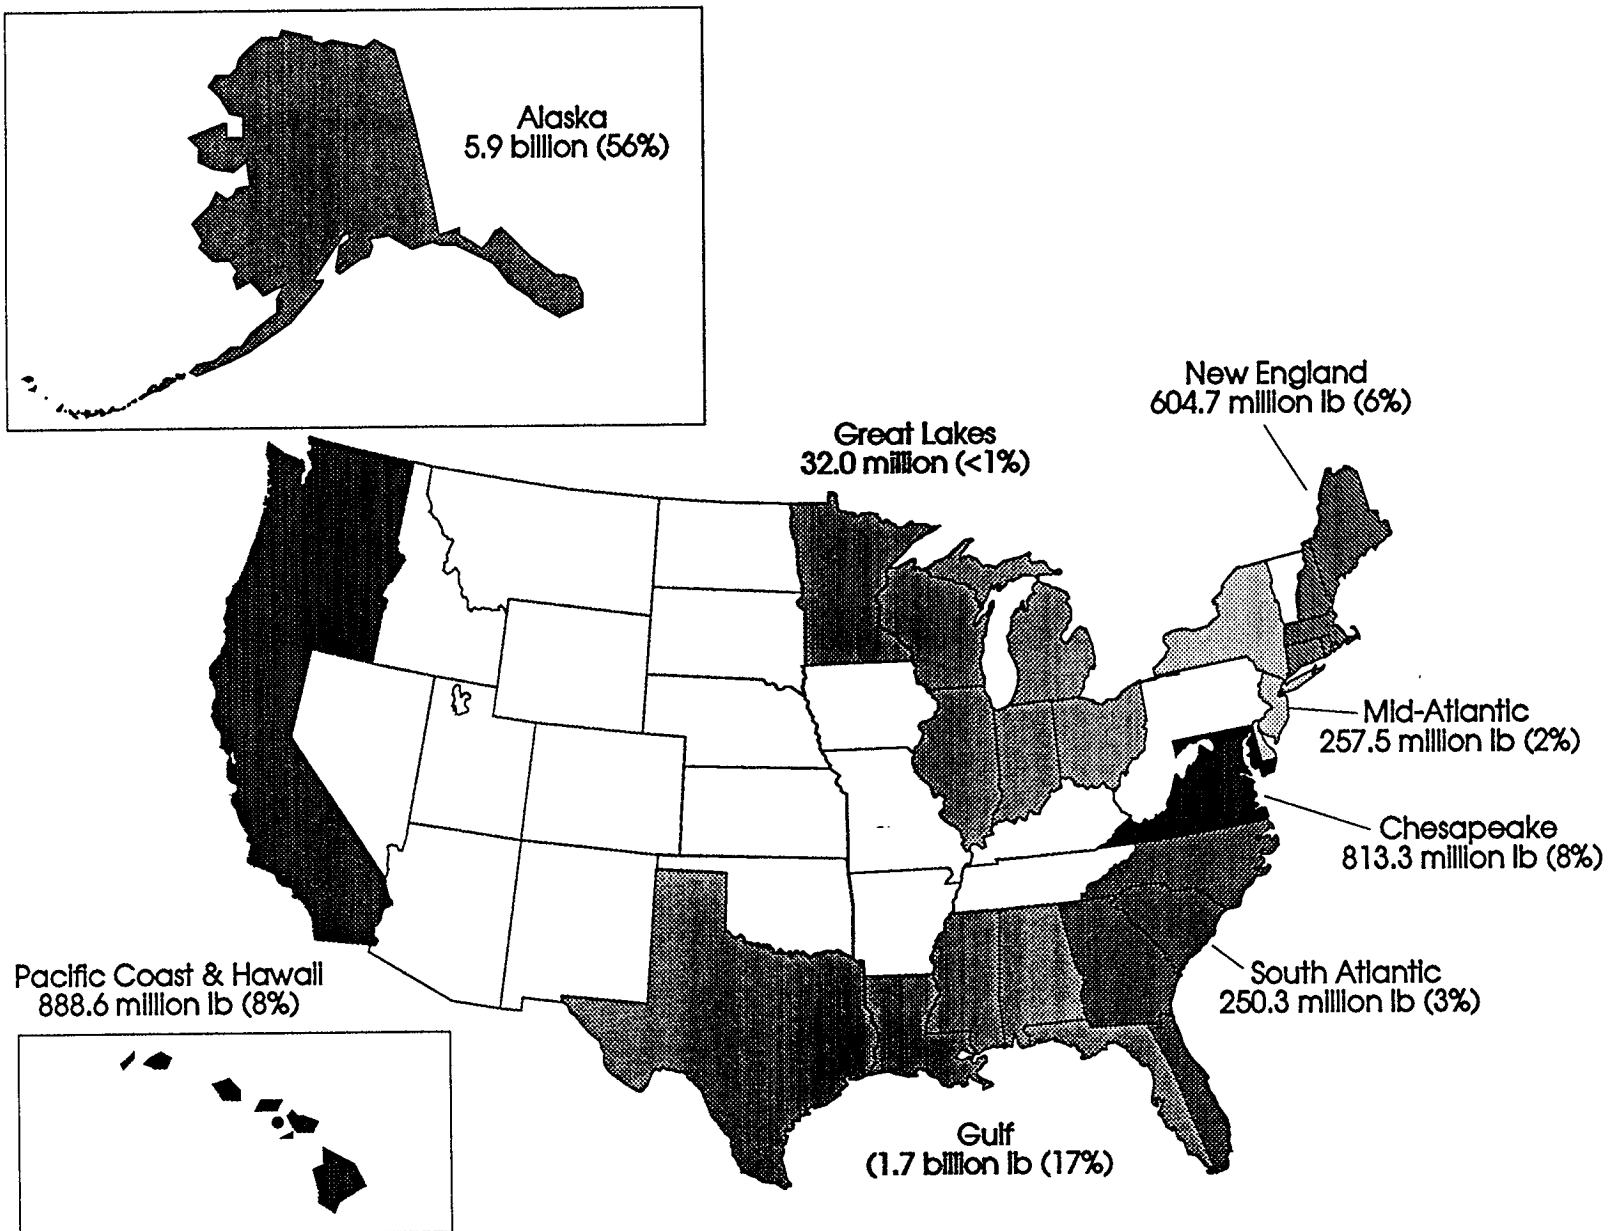 Alaska
5.9 billion (56%)
New England
604.7 million lb (6%)
Great Lakes
32.0 million (<1%)
Mid-Atlantic
257.5 million lb (2%)
Chesapeake
813.3 million lb (8%)
South Atlantic
250.3 million lb (3%)
Pacific Coast & Hawaii
888.6 million lb (8%)
Gulf
(1.7 billion lb (17%)